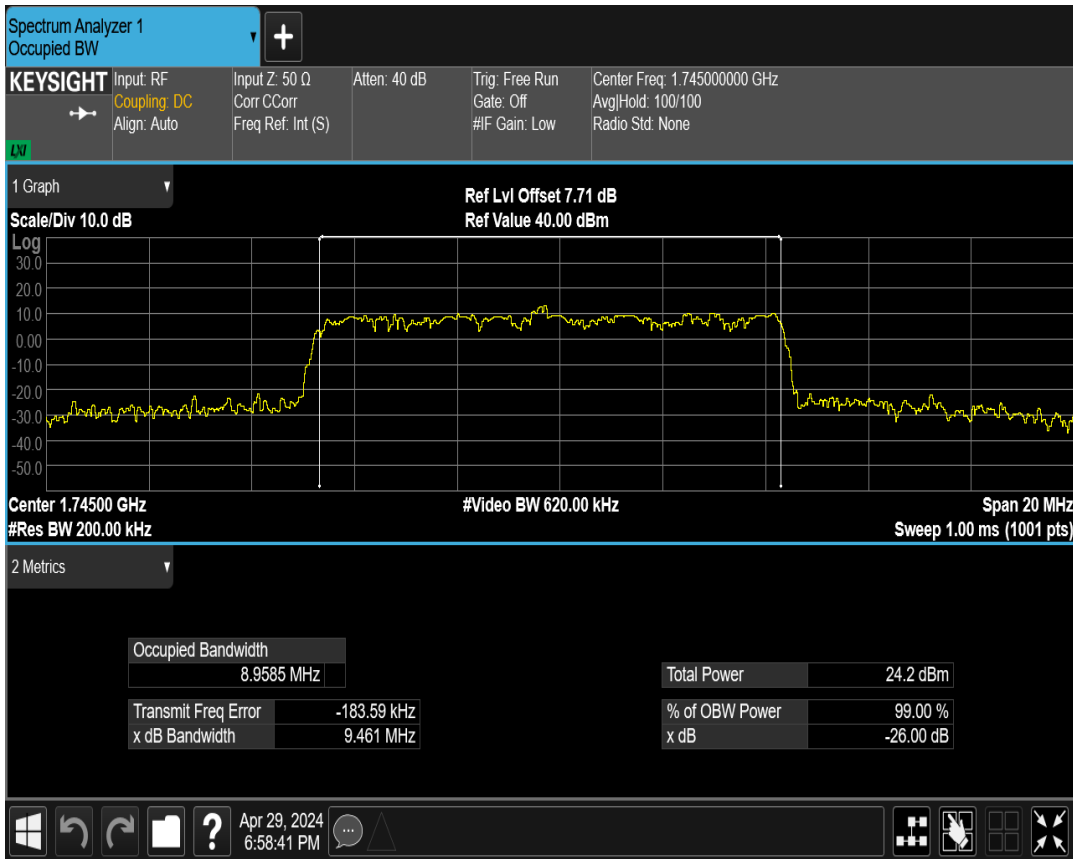 Spectrum Analyzer 1
Occupied BW
+
KEYSIGHT
LXI
Input: RF
Coupling: DC
Align: Auto
Input Z: 50 Ω
Corr CCorr
Freq Ref: Int (S)
Atten: 40 dB
Trig: Free Run
Gate: Off
#IF Gain: Low
Center Freq: 1.745000000 GHz
Avg|Hold: 100/100
Radio Std: None
1 Graph
Scale/Div 10.0 dB
Ref Lvl Offset 7.71 dB
Ref Value 40.00 dBm
Log
30.0
20.0
10.0
0.00
-10.0
-20.0
-30.0
-40.0
-50.0
Center 1.74500 GHz
#Video BW 620.00 kHz
Span 20 MHz
#Res BW 200.00 kHz
Sweep 1.00 ms (1001 pts)
2 Metrics
Occupied Bandwidth
8.9585 MHz
Total Power 24.2 dBm
Transmit Freq Error -183.59 kHz
% of OBW Power 99.00 %
x dB Bandwidth 9.461 MHz
x dB -26.00 dB
?
Apr 29, 2024
6:58:41 PM